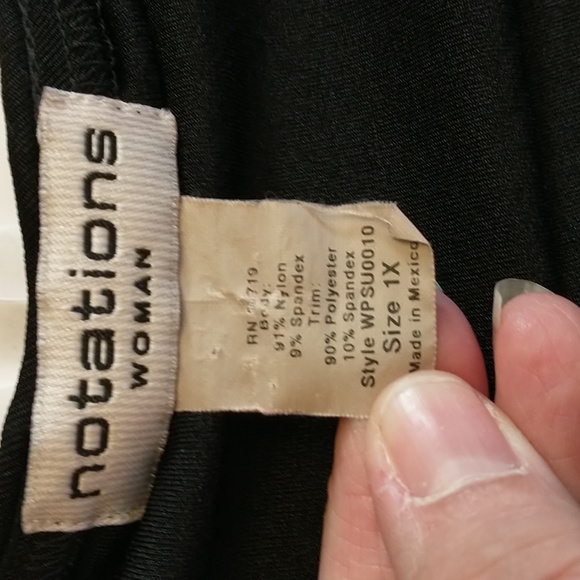 notations
WOMAN
RN
Body:
91% Nylon
9% Spandex
Trim:
90% Polyester
10% Spandex
Style WPSU0010
Size 1X
Made in Mexico